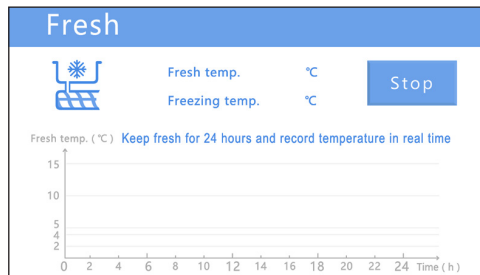 Fresh
Fresh temp. ℃
Stop
Freezing temp. ℃
Fresh temp. ( ℃ ) Keep fresh for 24 hours and record temperature in real time
15
10
5
4
2
0 2 4 6 8 10 12 14 16 18 20 22 24 Time ( h )